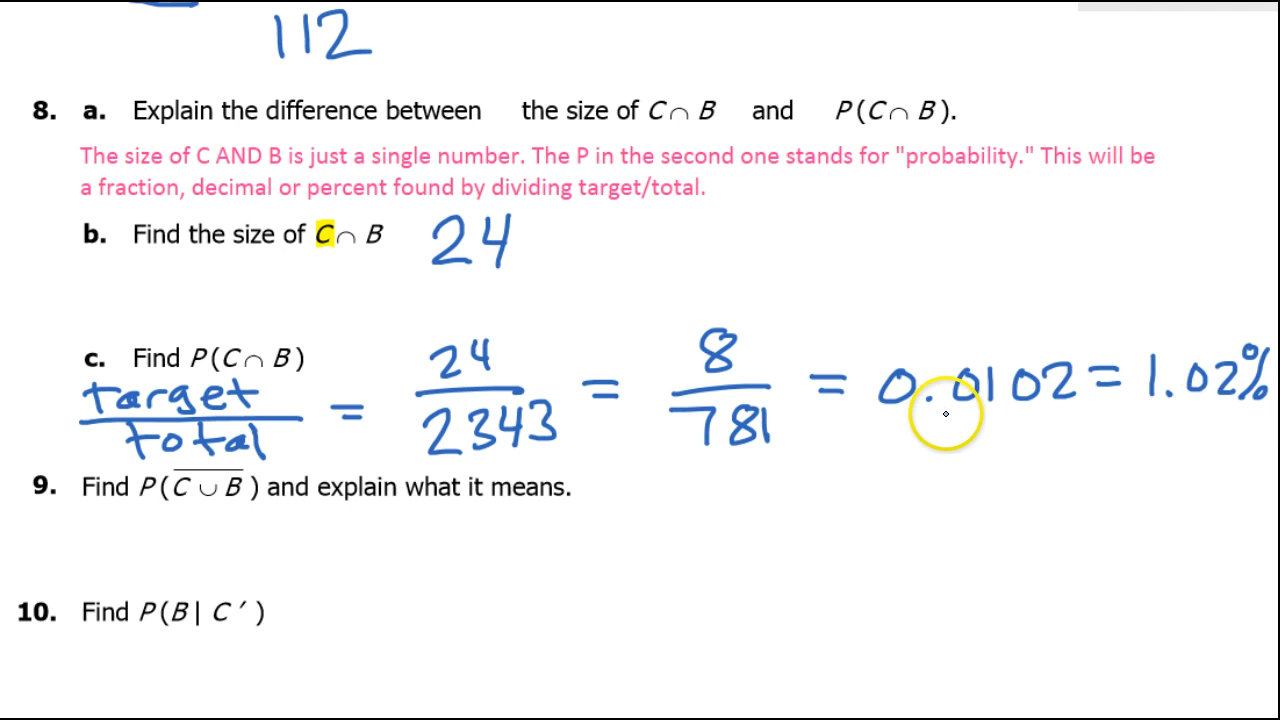 112
8. a. Explain the difference between the size of C ∩ B and P(C ∩ B).
The size of C AND B is just a single number. The P in the second one stands for "probability." This will be
a fraction, decimal or percent found by dividing target/total.
b. Find the size of C ∩ B 24
c. Find P(C ∩ B)
target/total = 24/2343 = 8/781 = 0.0102 = 1.02%
9. Find P(C̅ ̅∪̅ ̅B̅) and explain what it means.
10. Find P(B | C′)